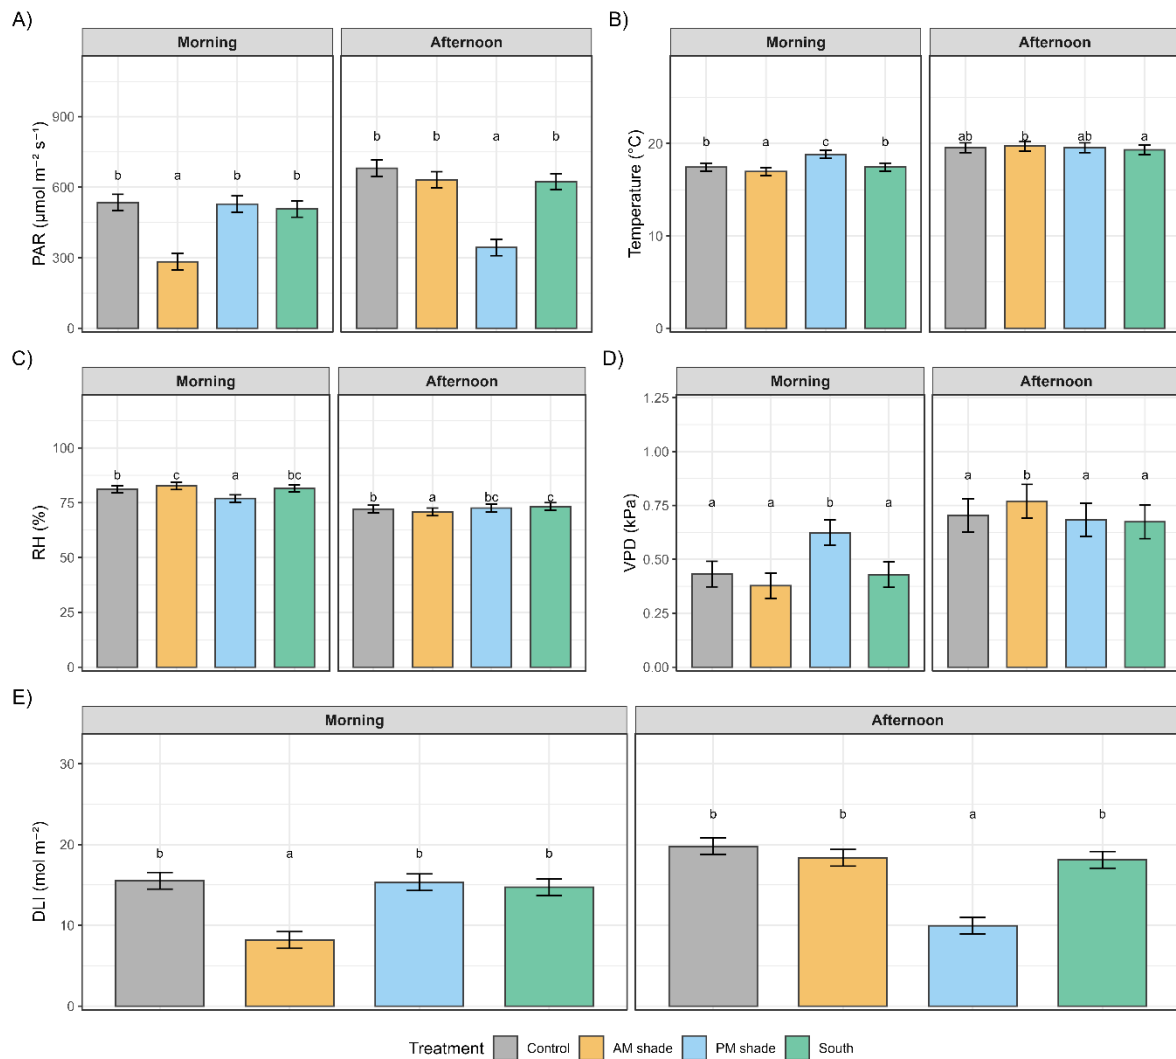 A)
B)
Morning
Afternoon
Morning
Afternoon
PAR (μmol m⁻² s⁻¹)
900
600
300
0
b
a
b
b
b
b
a
b
Temperature (°C)
20
10
0
b
a
c
b
ab
b
ab
a
C)
D)
Morning
Afternoon
Morning
Afternoon
RH (%)
100
75
50
25
0
b
c
a
bc
b
a
bc
c
VPD (kPa)
1.25
1.00
0.75
0.50
0.25
0.00
a
a
b
a
a
b
a
a
E)
Morning
Afternoon
DLI (mol m⁻²)
30
20
10
0
b
a
b
b
b
b
a
b
Treatment Control AM shade PM shade South